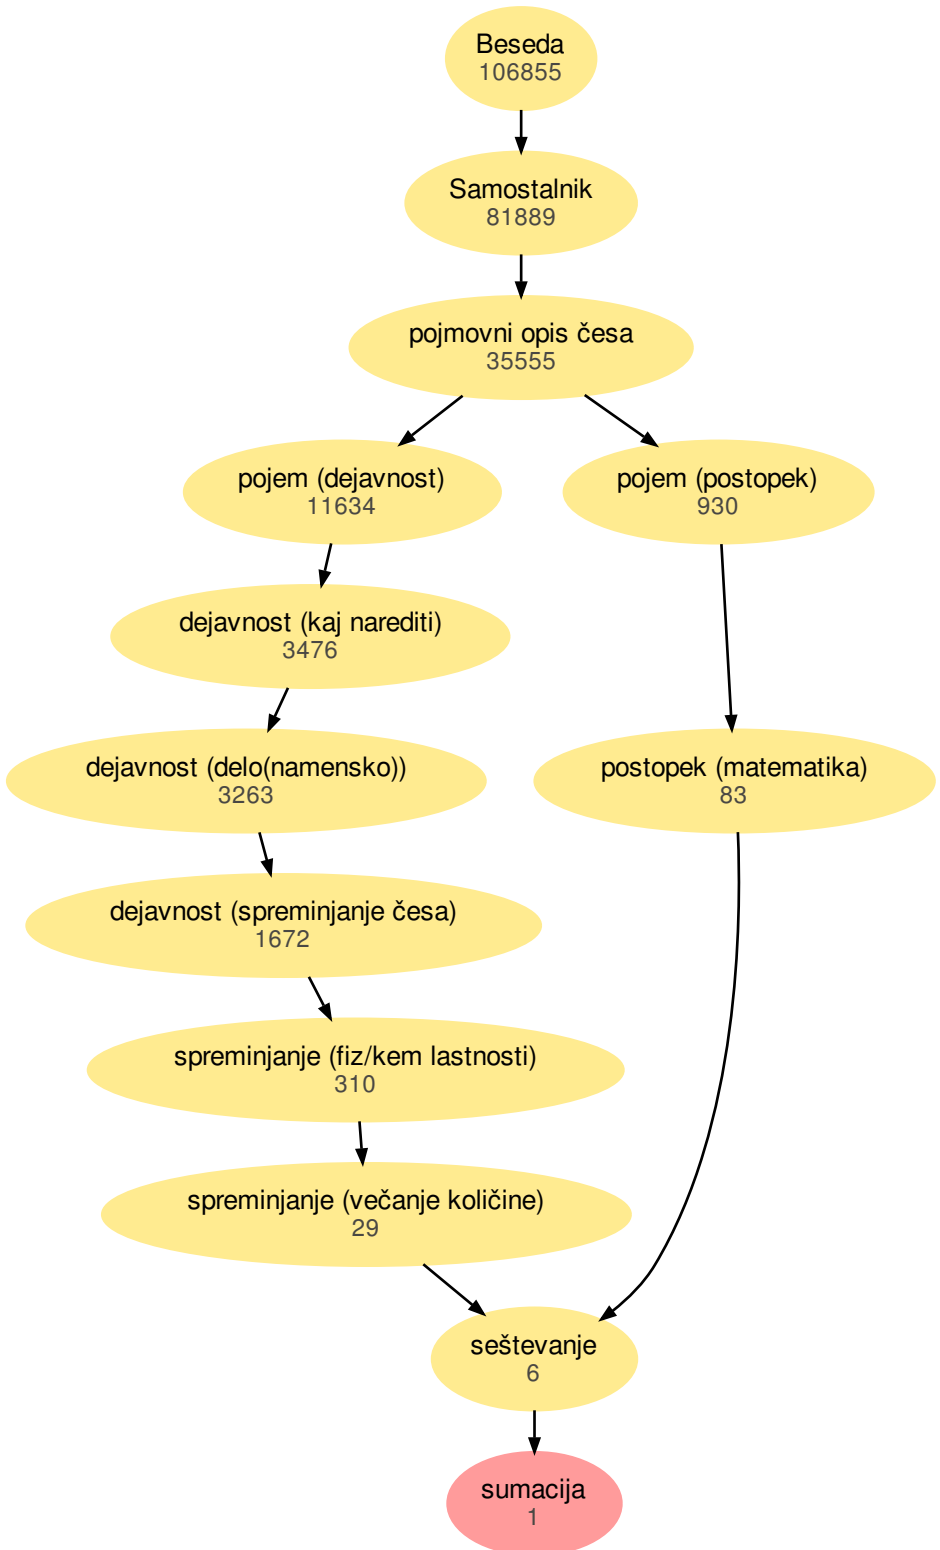 Beseda
106855
Samostalnik
81889
pojmovni opis česa
35555
pojem (dejavnost)
11634
pojem (postopek)
930
dejavnost (kaj narediti)
3476
dejavnost (delo(namensko))
3263
postopek (matematika)
83
dejavnost (spreminjanje česa)
1672
spreminjanje (fiz/kem lastnosti)
310
spreminjanje (večanje količine)
29
seštevanje
6
sumacija
1